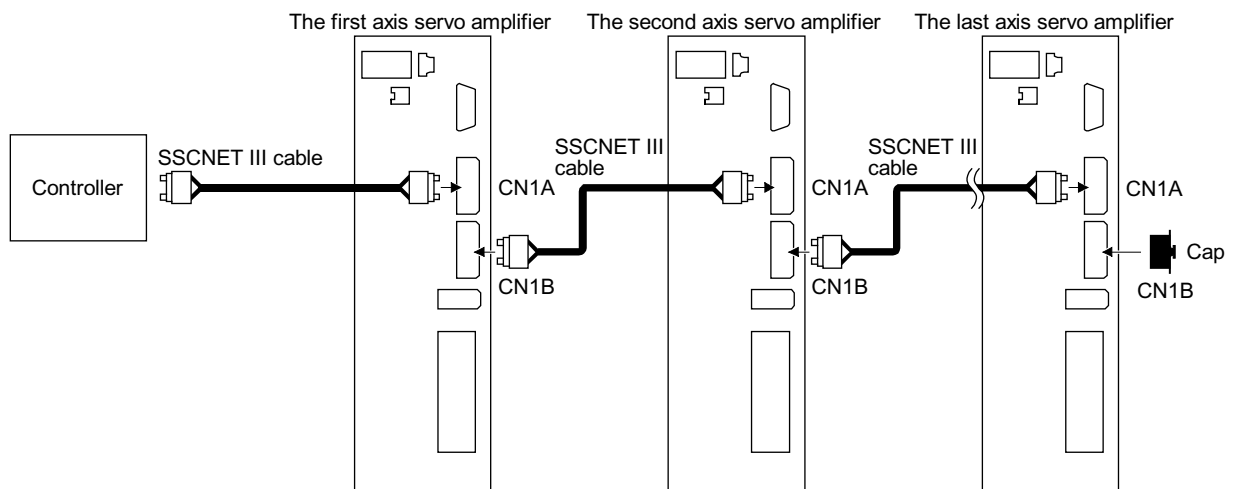 The first axis servo amplifier
The second axis servo amplifier
The last axis servo amplifier
Controller
SSCNET III cable
CN1A
CN1B
SSCNET III
cable
CN1A
CN1B
SSCNET III
cable
CN1A
Cap
CN1B